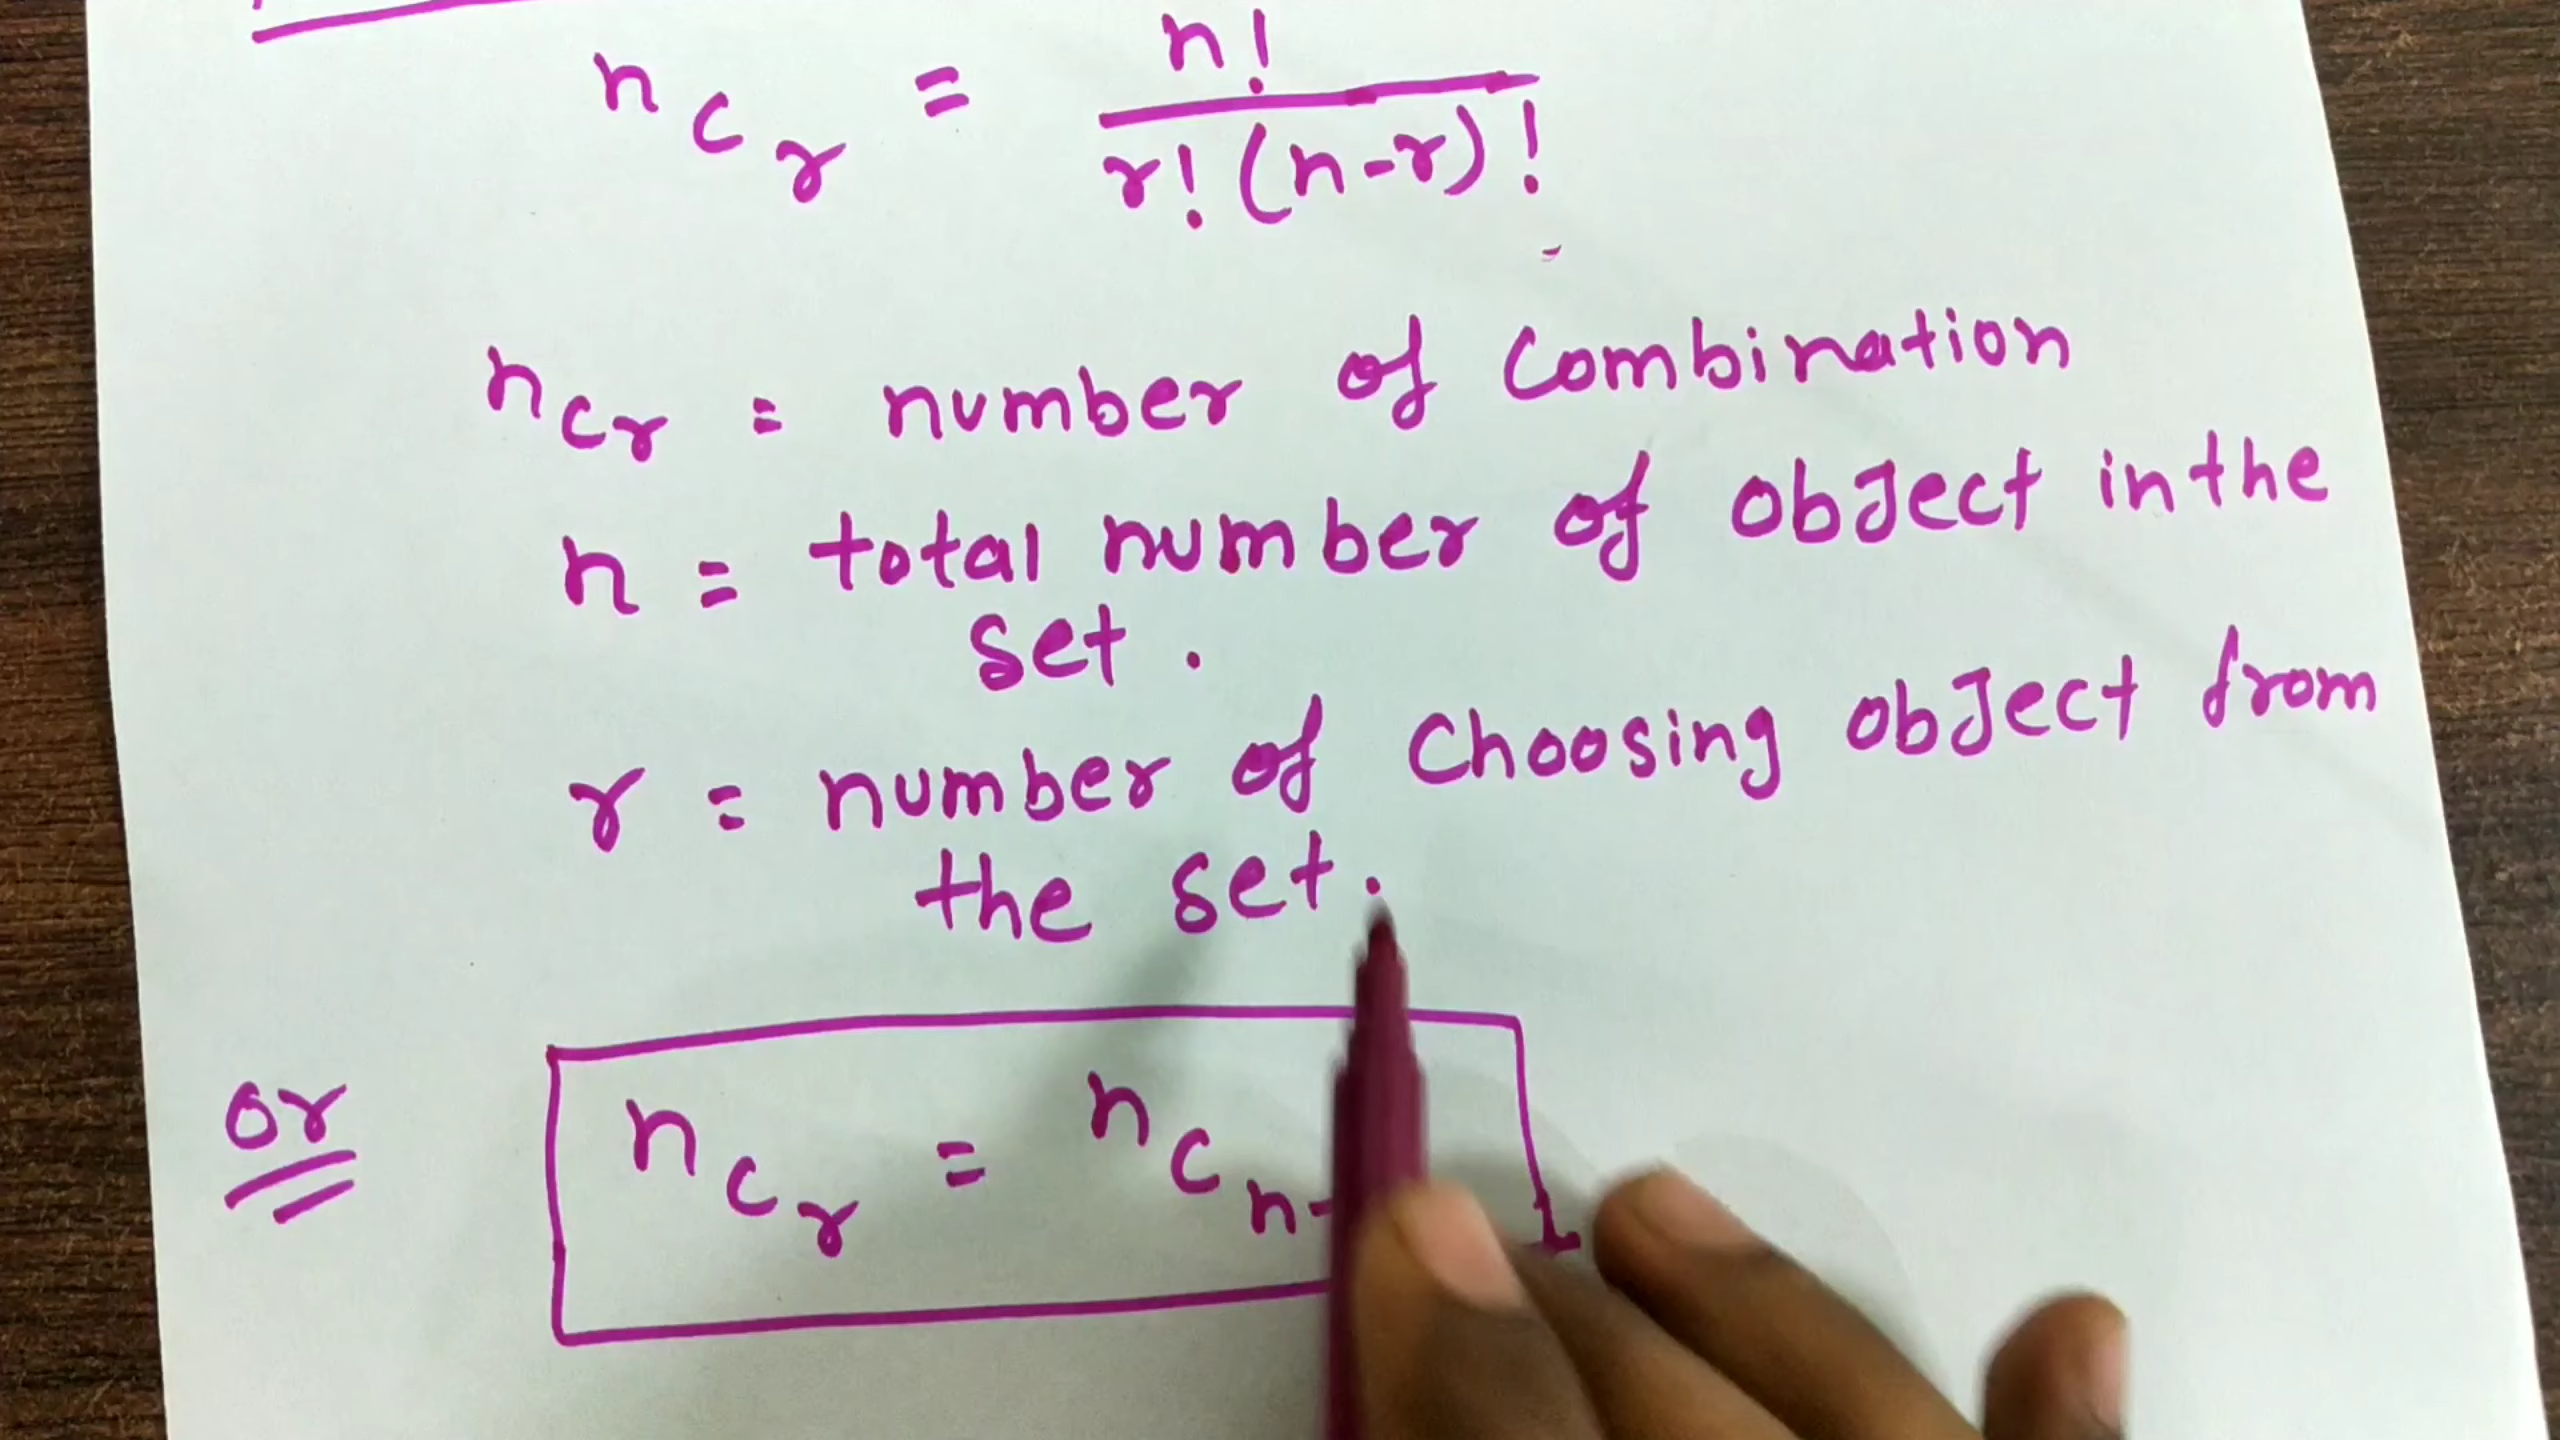 nCr = n! / r!(n-r)!
nCr = number of Combination
n = total number of obJect in the
set.
r = number of Choosing obJect from
the set.
or nCr = nCn-